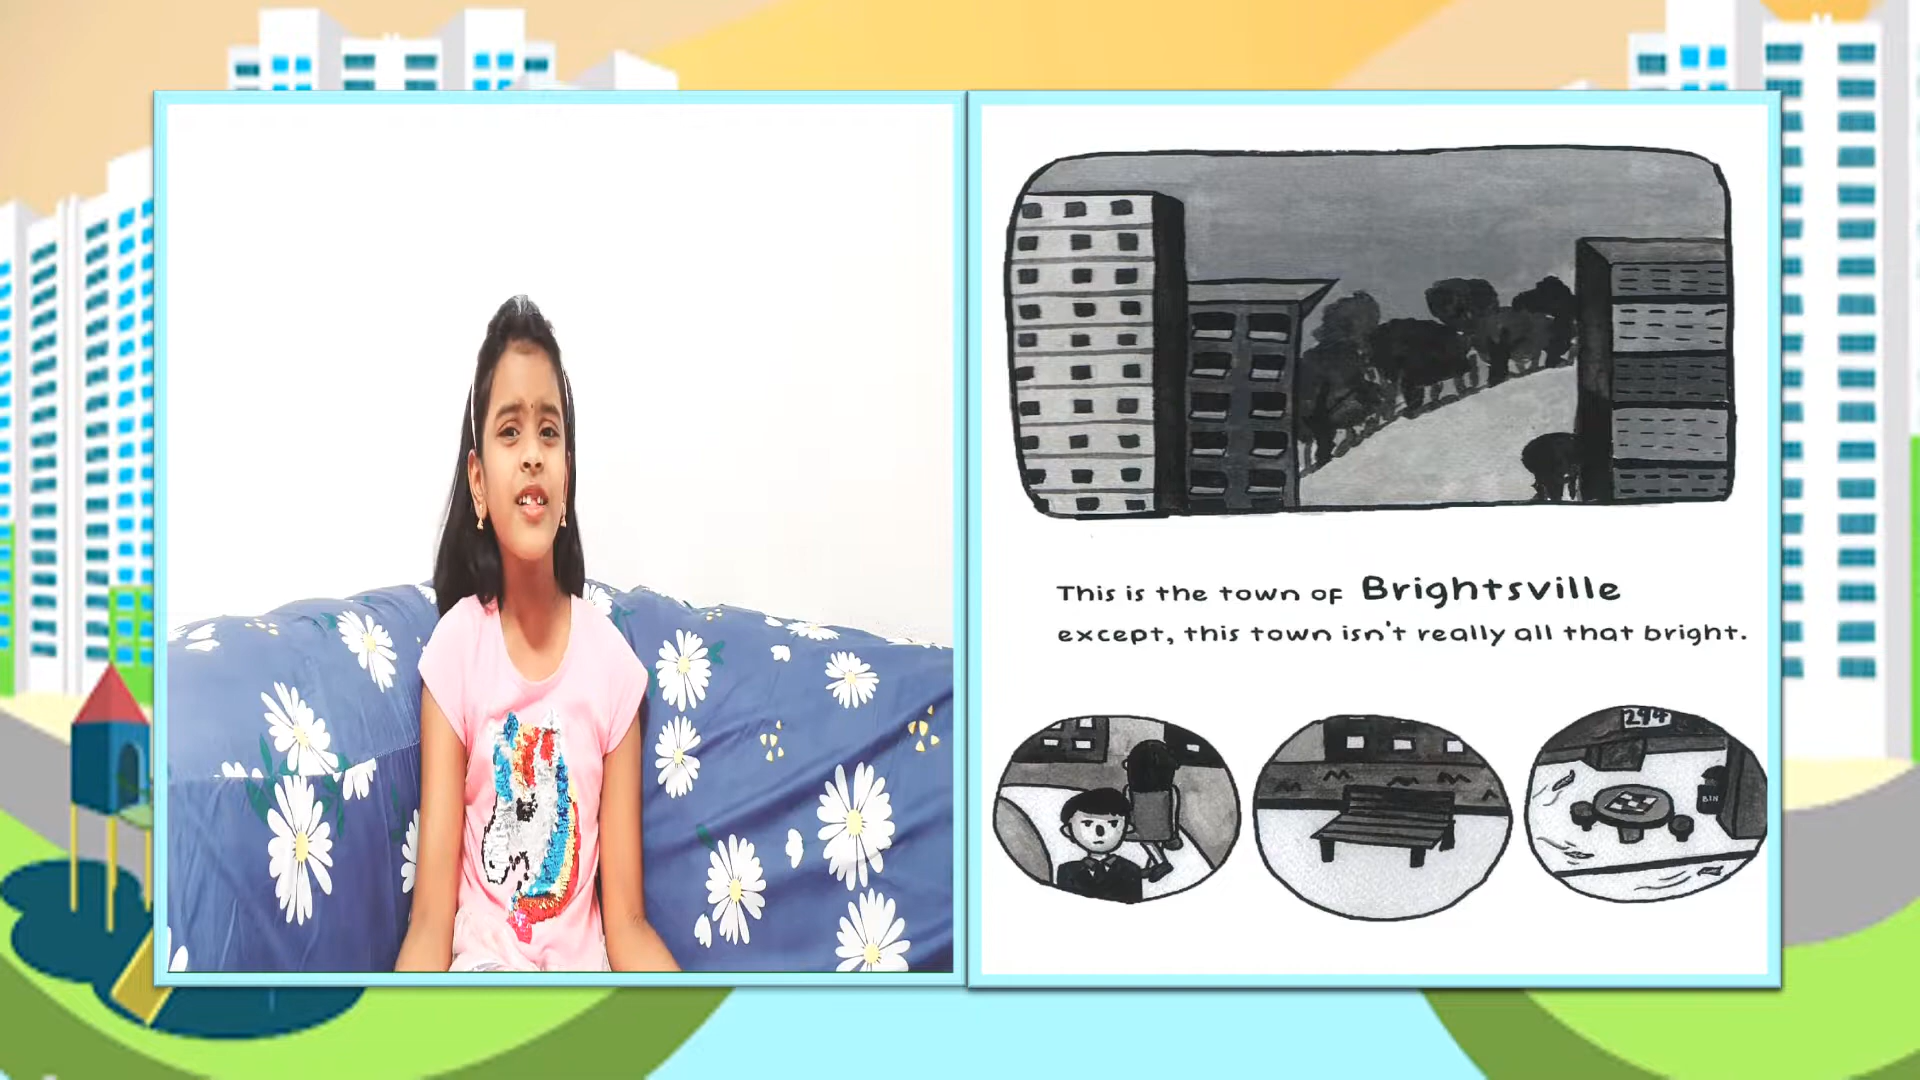 This is the town of Brightsville
except, this town isn't really all that bright.
294
BIN